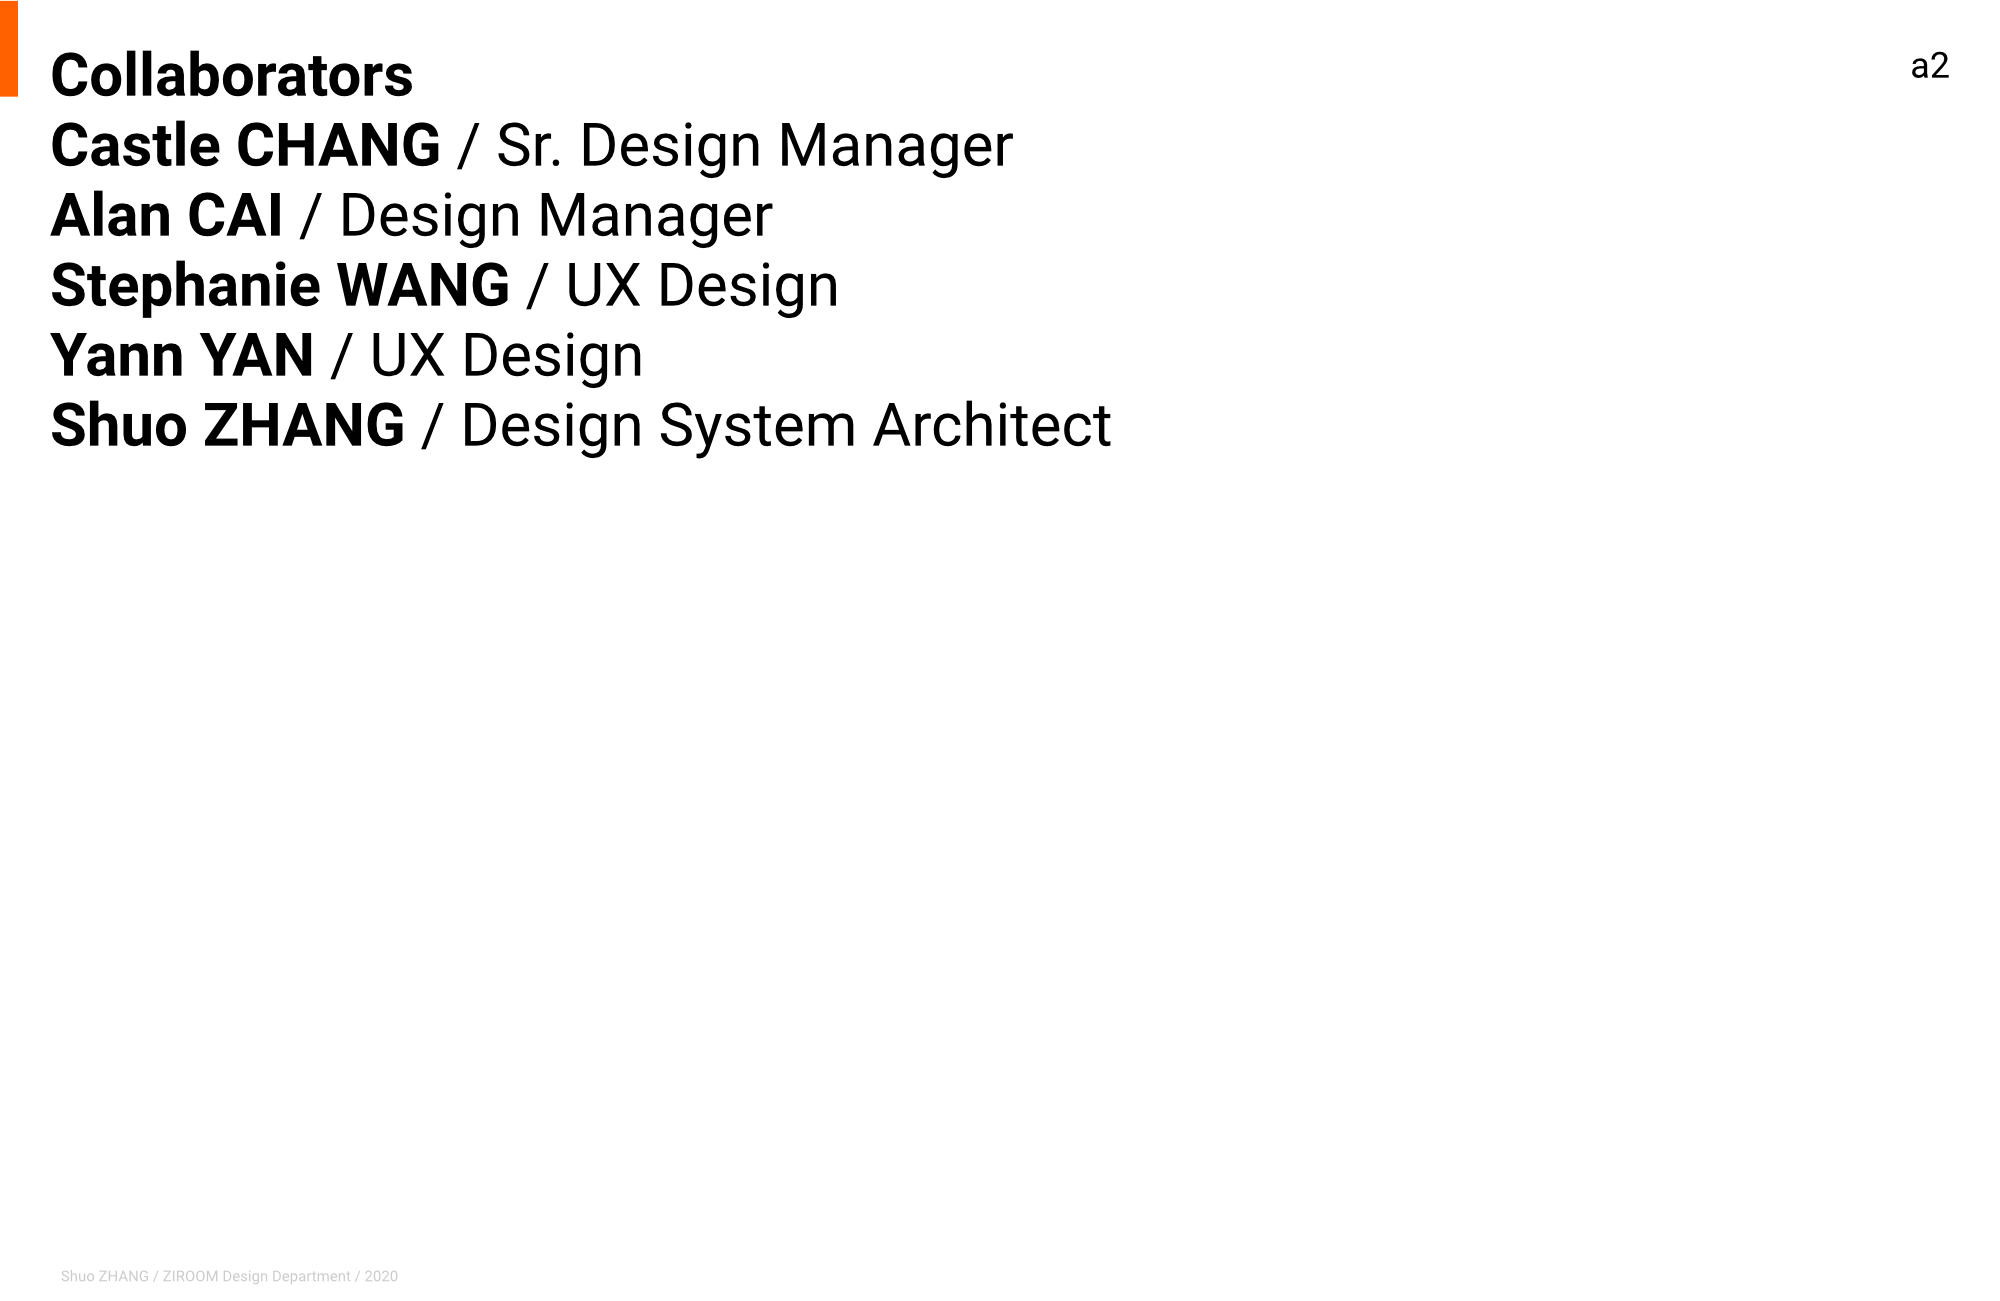 Collaborators
a2
Castle CHANG / Sr. Design Manager
Alan CAI / Design Manager
Stephanie WANG / UX Design
Yann YAN / UX Design
Shuo ZHANG / Design System Architect
Shuo ZHANG / ZIROOM Design Department / 2020